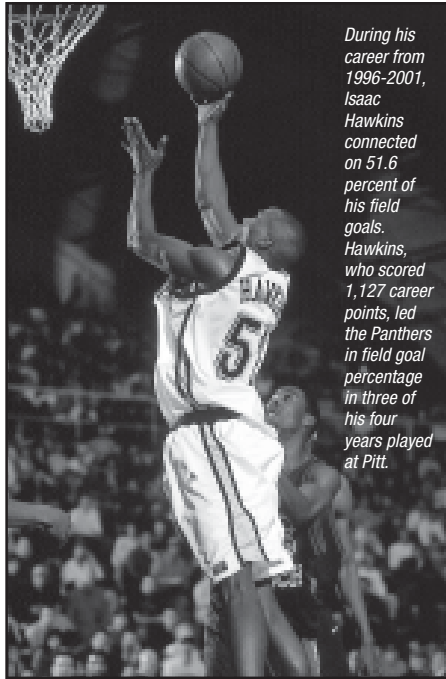 During his
career from
1996-2001,
Isaac
Hawkins
connected
on 51.6
percent of
his field
goals.
Hawkins,
who scored
1,127 career
points, led
the Panthers
in field goal
percentage
in three of
his four
years played
at Pitt.